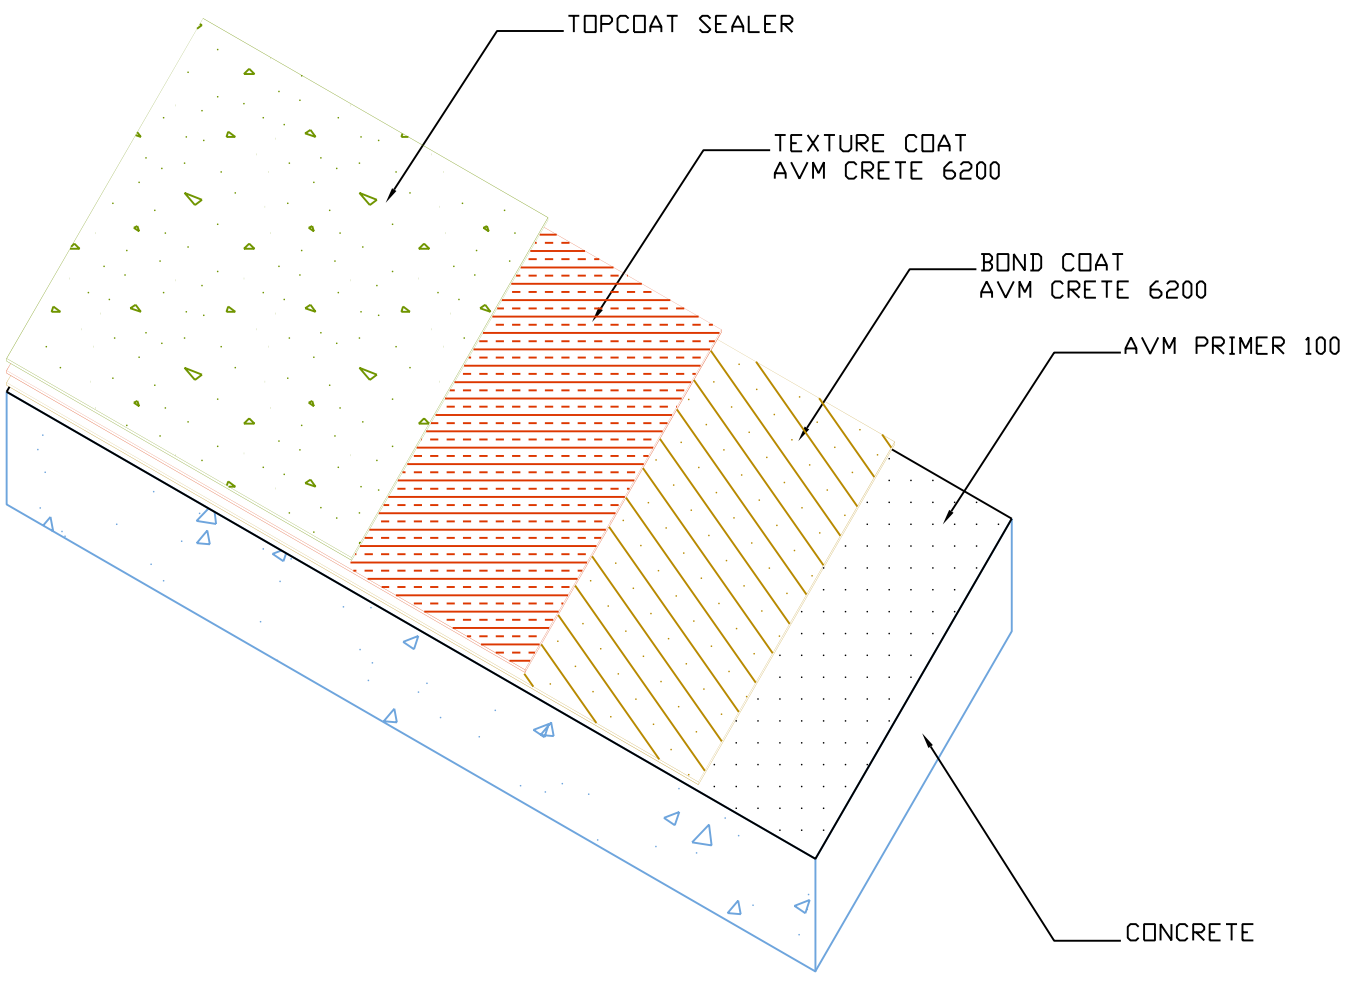 TOPCOAT SEALER
TEXTURE COAT
AVM CRETE 6200
BOND COAT
AVM CRETE 6200
AVM PRIMER 100
CONCRETE